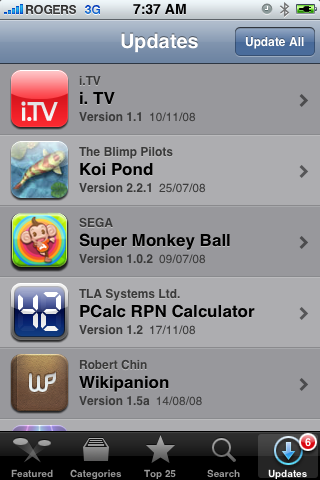 ROGERS 3G 7:37 AM
Updates
Update All
i.TV
i.TV
i. TV
Version 1.1 10/11/08
The Blimp Pilots
Koi Pond
Version 2.2.1 25/07/08
SEGA
Super Monkey Ball
Version 1.0.2 09/07/08
42
TLA Systems Ltd.
PCalc RPN Calculator
Version 1.2 17/11/08
WP
Robert Chin
Wikipanion
Version 1.5a 14/08/08
6
Featured Categories Top 25 Search Updates